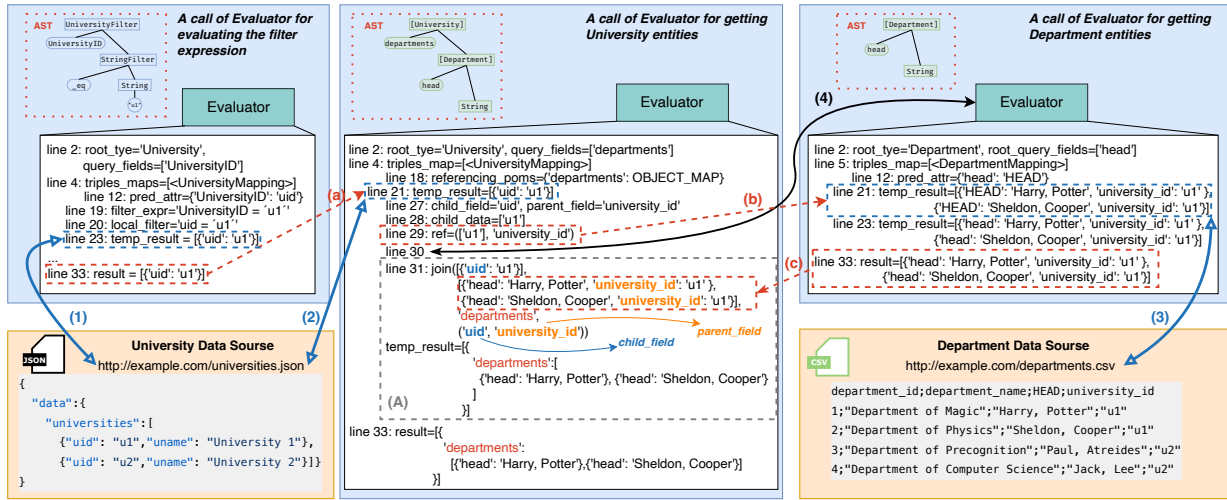 AST
UniversityFilter
UniversityID
StringFilter
_eq
String
"u1"
A call of Evaluator for
evaluating the filter
expression
Evaluator
line 2: root_tye='University',
query_fields=['UniversityID']
line 4: triples_maps=[<UniversityMapping>]
line 12: pred_attr={'UniversityID': 'uid'}
line 19: filter_expr='UniversityID = ´u1´'
line 20: local_filter='uid = ´u1´'
line 23: temp_result = [{'uid': 'u1'}]
...
line 33: result = [{'uid': 'u1'}]
(a)
(1)
(2)
JSON
University Data Sourse
http://example.com/universities.json
{
"data":{
"universities":[
{"uid": "u1","uname": "University 1"},
{"uid": "u2","uname": "University 2"}]}
}
AST
[University]
departments
[Department]
head
String
A call of Evaluator for getting
University entities
Evaluator
line 2: root_tye='University', query_fields=['departments']
line 4: triples_map=[<UniversityMapping>]
line 18: referencing_poms={'departments': OBJECT_MAP}
line 21: temp_result=[{'uid': 'u1'}]
line 27: child_field='uid', parent_field='university_id'
line 28: child_data=['u1']
line 29: ref=(['u1'], 'university_id')
line 30
line 31: join([{'uid': 'u1'}],
[{'head': 'Harry, Potter', 'university_id': 'u1' },
{'head': 'Sheldon, Cooper', 'university_id': 'u1'}],
'departments',
('uid', 'university_id'))
parent_field
child_field
temp_result=[{
'departments':[
{'head': 'Harry, Potter'}, {'head': 'Sheldon, Cooper'}
]
}]
(A)
line 33: result=[{
'departments':
[{'head': 'Harry, Potter'},{'head': 'Sheldon, Cooper'}]
}]
(4)
(b)
(c)
AST
[Department]
head
String
A call of Evaluator for getting
Department entities
Evaluator
line 2: root_tye='Department', root_query_fields=['head']
line 5: triples_map=[<DepartmentMapping>]
line 12: pred_attr={'head': 'HEAD'}
line 21: temp_result=[{'HEAD': 'Harry, Potter', 'university_id': 'u1' },
{'HEAD': 'Sheldon, Cooper', 'university_id': 'u1'}]
line 23: temp_result=[{'head': 'Harry, Potter', 'university_id': 'u1' },
{'head': 'Sheldon, Cooper', 'university_id': 'u1'}]
line 33: result=[{'head': 'Harry, Potter', 'university_id': 'u1' },
{'head': 'Sheldon, Cooper', 'university_id': 'u1'}]
(3)
CSV
Department Data Sourse
http://example.com/departments.csv
department_id;department_name;HEAD;university_id
1;"Department of Magic";"Harry, Potter";"u1"
2;"Department of Physics";"Sheldon, Cooper";"u1"
3;"Department of Precognition";"Paul, Atreides";"u2"
4;"Department of Computer Science";"Jack, Lee";"u2"